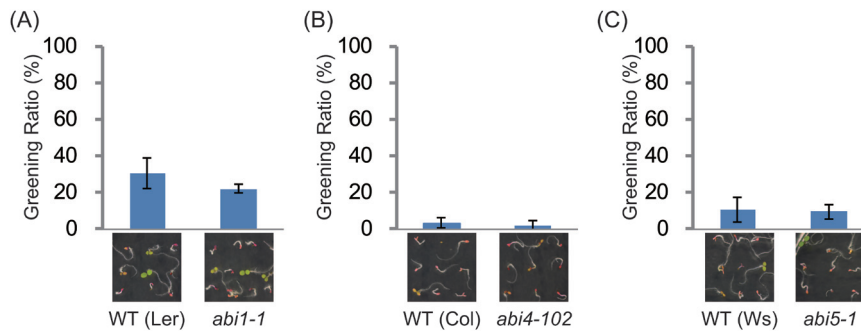 (A)
Greening Ratio (%)
100
80
60
40
20
0
WT (Ler)
abi1-1
(B)
Greening Ratio (%)
100
80
60
40
20
0
WT (Col)
abi4-102
(C)
Greening Ratio (%)
100
80
60
40
20
0
WT (Ws)
abi5-1